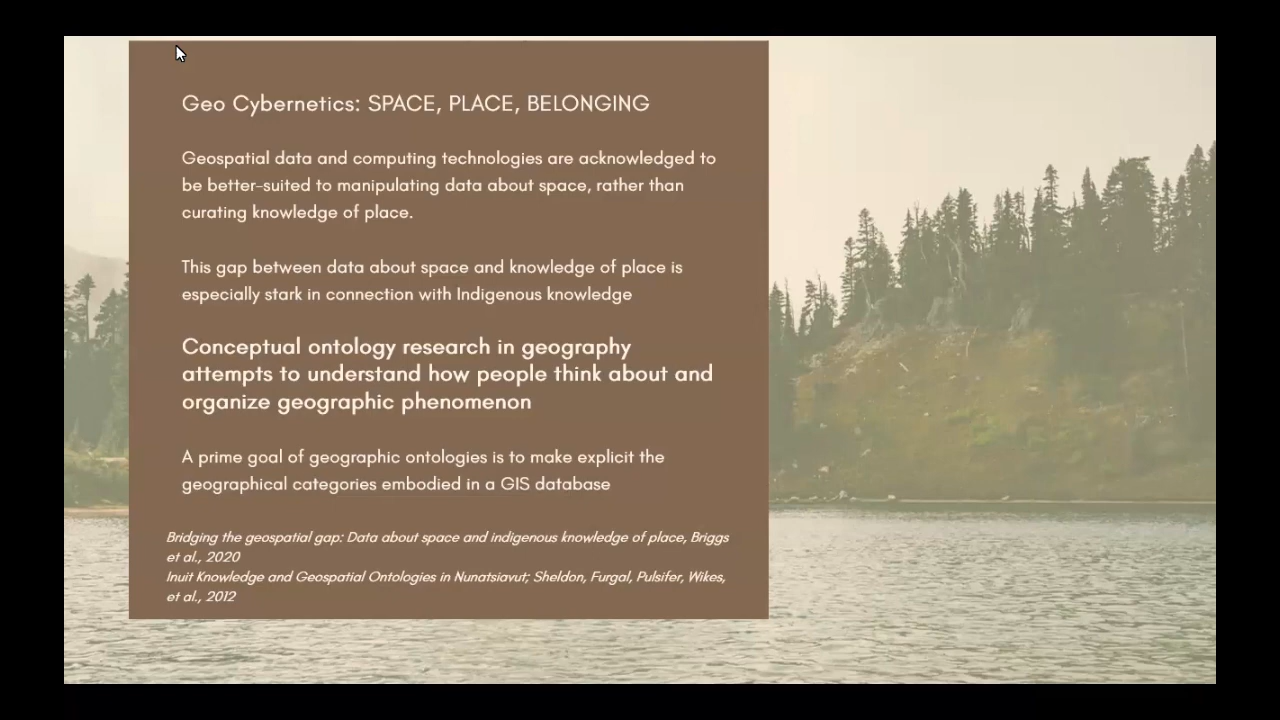 Geo Cybernetics: SPACE, PLACE, BELONGING
Geospatial data and computing technologies are acknowledged to
be better-suited to manipulating data about space, rather than
curating knowledge of place.
This gap between data about space and knowledge of place is
especially stark in connection with Indigenous knowledge
Conceptual ontology research in geography
attempts to understand how people think about and
organize geographic phenomenon
A prime goal of geographic ontologies is to make explicit the
geographical categories embodied in a GIS database
Bridging the geospatial gap: Data about space and indigenous knowledge of place, Briggs
et al., 2020
Inuit Knowledge and Geospatial Ontologies in Nunatsiavut; Sheldon, Furgal, Pulsifer, Wikes,
et al., 2012